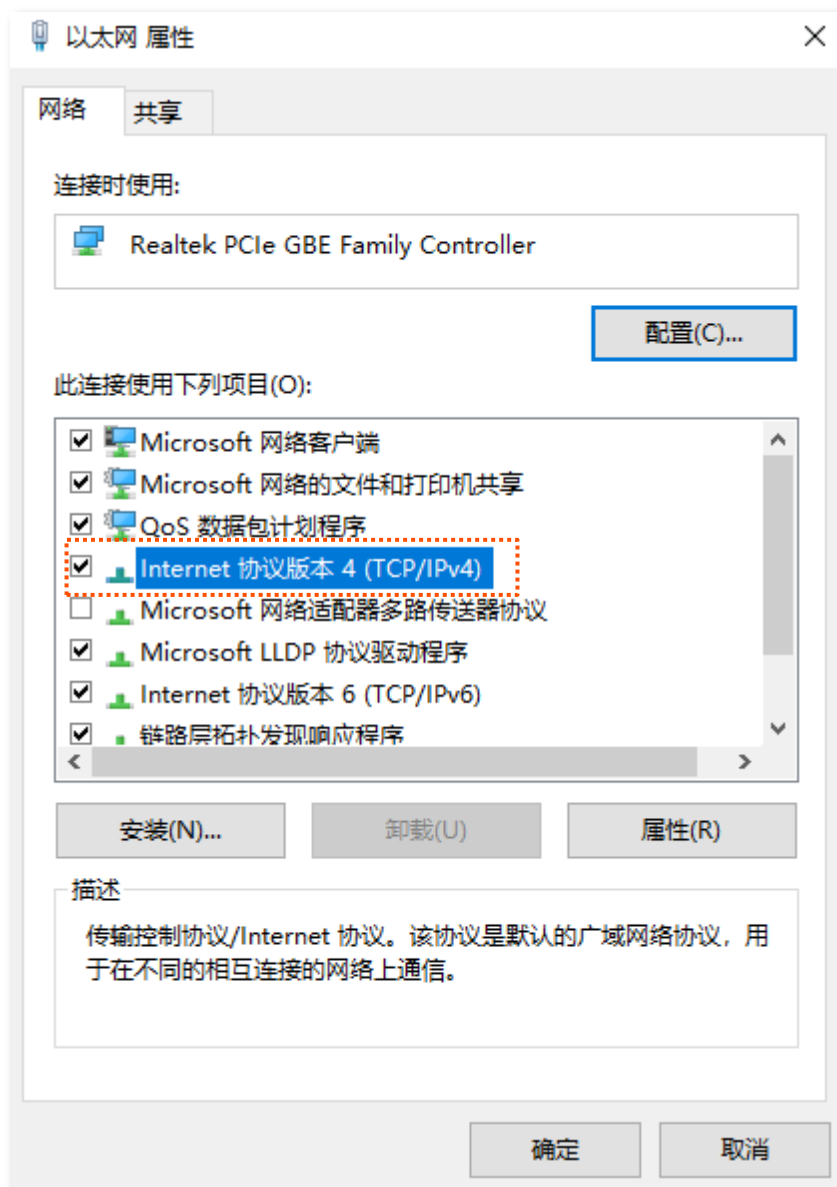 以太网 属性
网络
共享
连接时使用:
Realtek PCIe GBE Family Controller
配置(C)...
此连接使用下列项目(O):
Microsoft 网络客户端
Microsoft 网络的文件和打印机共享
QoS 数据包计划程序
Internet 协议版本 4 (TCP/IPv4)
Microsoft 网络适配器多路传送器协议
Microsoft LLDP 协议驱动程序
Internet 协议版本 6 (TCP/IPv6)
链路层拓扑发现响应程序
安装(N)...
卸载(U)
属性(R)
描述
传输控制协议/Internet 协议。该协议是默认的广域网络协议，用
于在不同的相互连接的网络上通信。
确定
取消